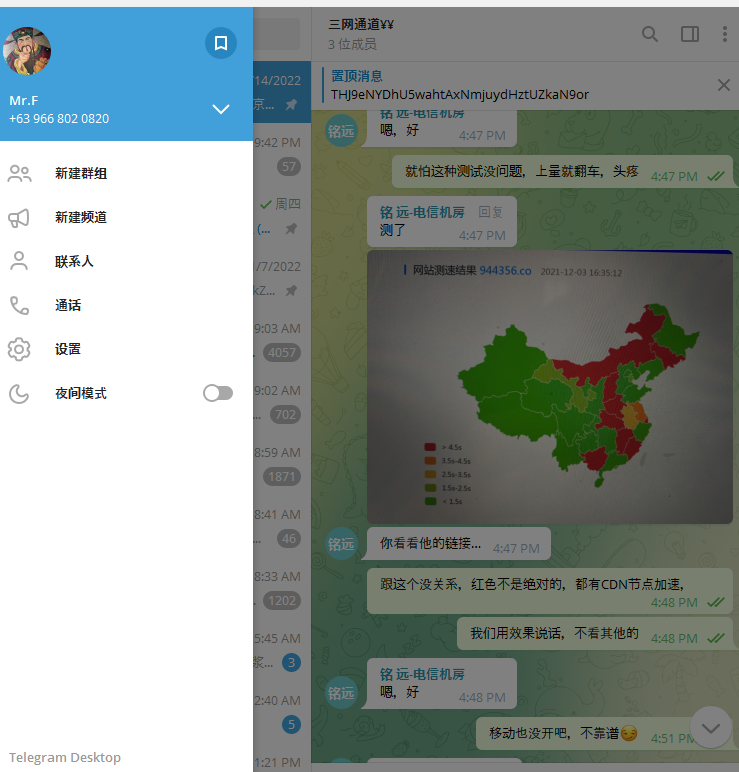 Mr.F
+63 966 802 0820
新建群组
新建频道
联系人
通话
设置
夜间模式
Telegram Desktop
/14/2022
京...
9:42 PM
57
周四
(...
/7/2022
kZ...
9:03 AM
4057
9:02 AM
702
8:59 AM
1871
8:41 AM
46
8:33 AM
1202
5:45 AM
浆...
3
2:40 AM
5
1:21 PM
三网通道¥¥
3 位成员
置顶消息
THJ9eNYDhU5wahtAxNmjuydHztUZkaN9or
铭 远-电信机房
铭远
嗯，好 4:47 PM
就怕这种测试没问题，上量就翻车，头疼 4:47 PM
铭 远-电信机房 回复
测了 4:47 PM
网站测速结果 944356.co 2021-12-03 16:35:12
> 4.5s
3.5s-4.5s
2.5s-3.5s
1.5s-2.5s
< 1.5s
铭远
你看看他的链接... 4:47 PM
跟这个没关系，红色不是绝对的，都有CDN节点加速，
4:48 PM
我们用效果说话，不看其他的 4:48 PM
铭 远-电信机房
铭远
嗯，好 4:48 PM
移动也没开吧，不靠谱😏 4:51 PM